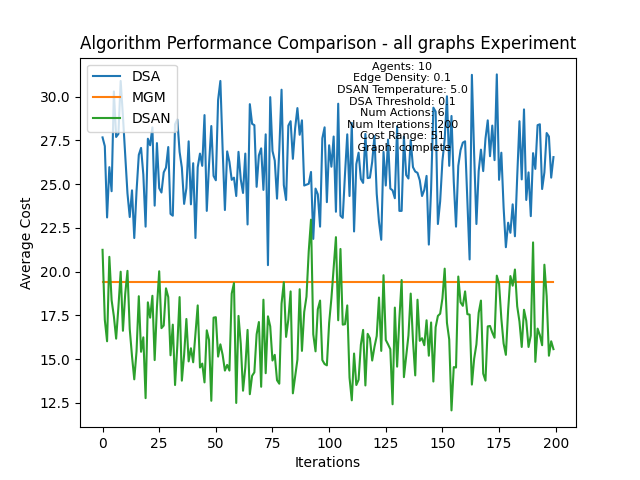 Algorithm Performance Comparison - all graphs Experiment
DSA
MGM
DSAN
Agents: 10
Edge Density: 0.1
DSAN Temperature: 5.0
DSA Threshold: 0.1
Num Actions: 6
Num Iterations: 200
Cost Range: 51
Graph: complete
Average Cost
30.0
27.5
25.0
22.5
20.0
17.5
15.0
12.5
0
25
50
75
100
125
150
175
200
Iterations